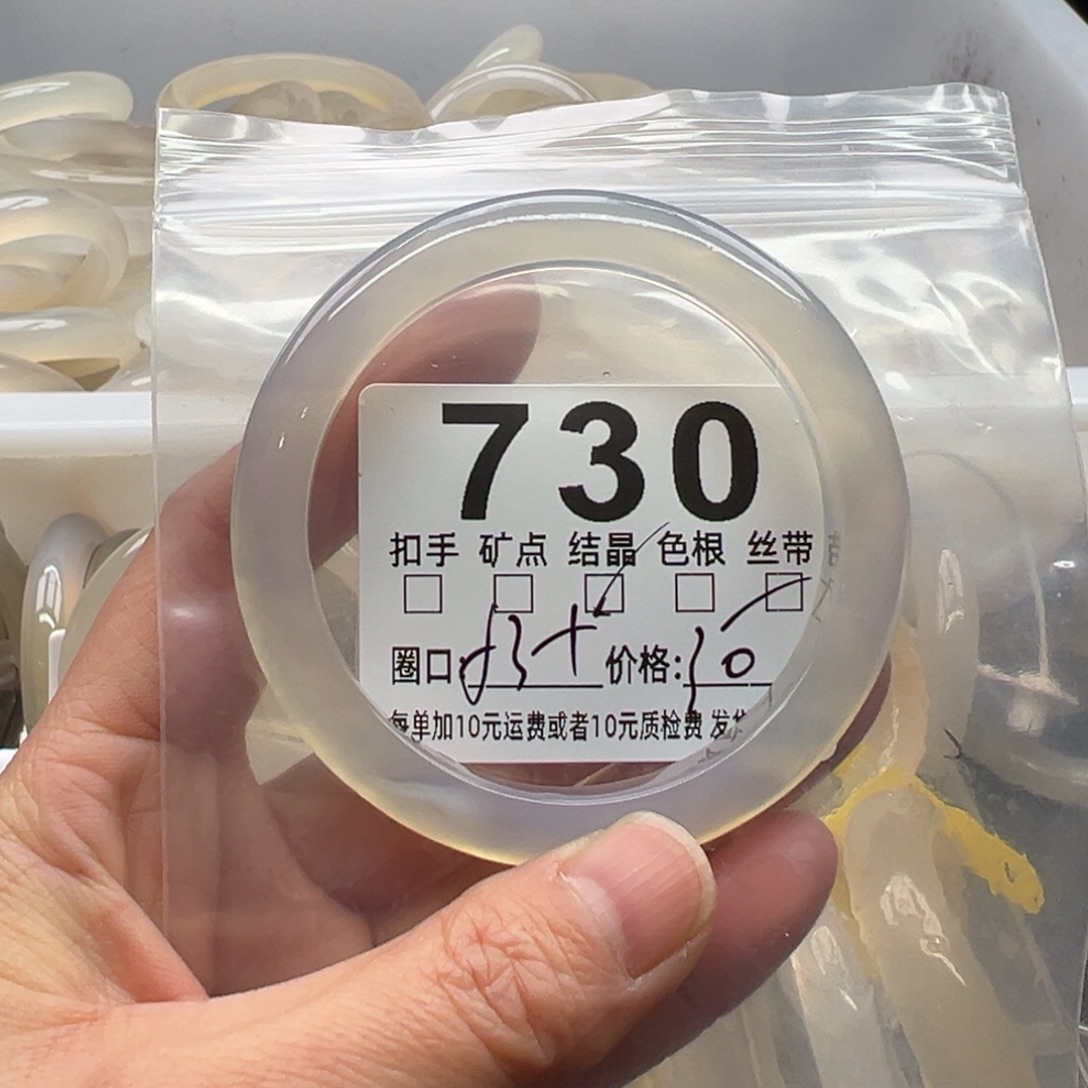 730
扣手 矿点 结晶 色根 丝带
圈口: 价格:
每单加10元运费或者10元质检费 发